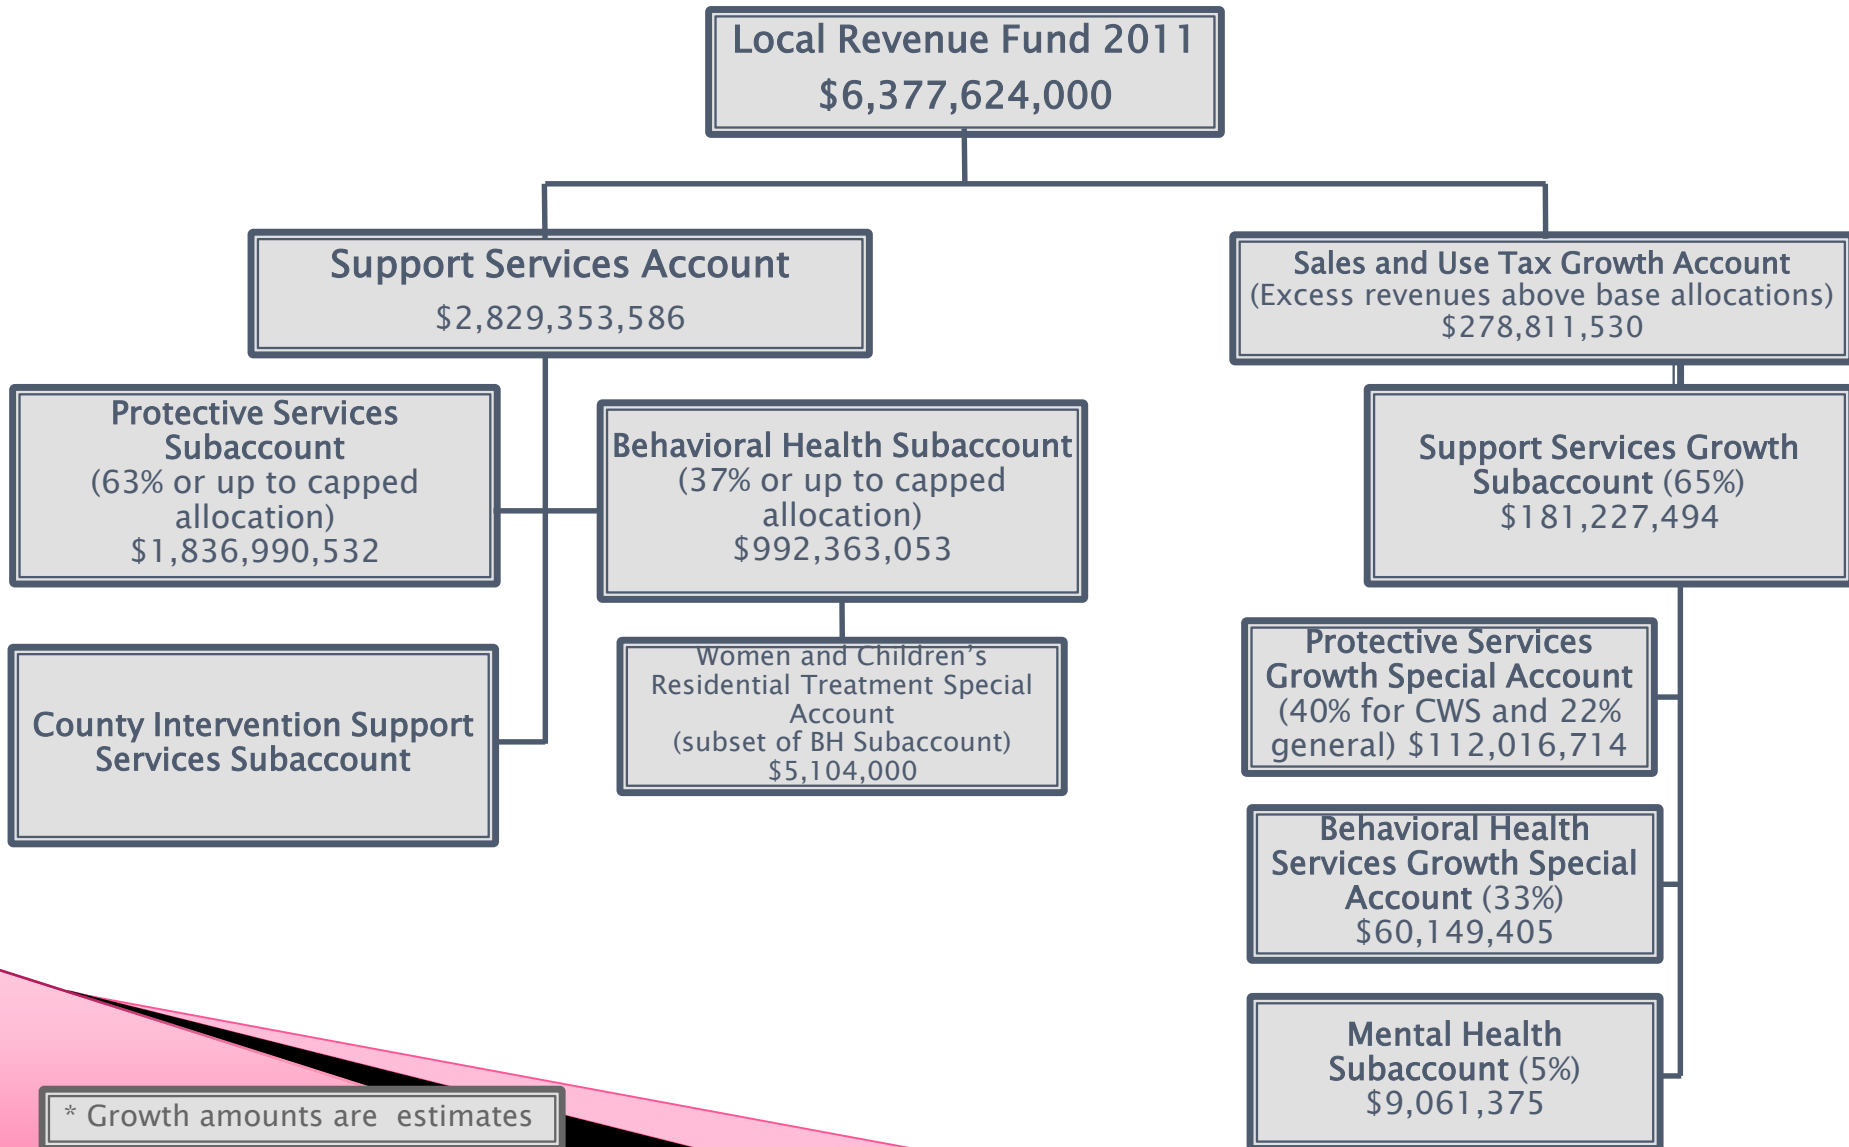 Local Revenue Fund 2011
$6,377,624,000
Support Services Account
$2,829,353,586
Sales and Use Tax Growth Account
(Excess revenues above base allocations)
$278,811,530
Protective Services
Subaccount
(63% or up to capped
allocation)
$1,836,990,532
Behavioral Health Subaccount
(37% or up to capped
allocation)
$992,363,053
Support Services Growth
Subaccount (65%)
$181,227,494
County Intervention Support
Services Subaccount
Women and Children’s
Residential Treatment Special
Account
(subset of BH Subaccount)
$5,104,000
Protective Services
Growth Special Account
(40% for CWS and 22%
general) $112,016,714
Behavioral Health
Services Growth Special
Account (33%)
$60,149,405
Mental Health
Subaccount (5%)
$9,061,375
* Growth amounts are estimates